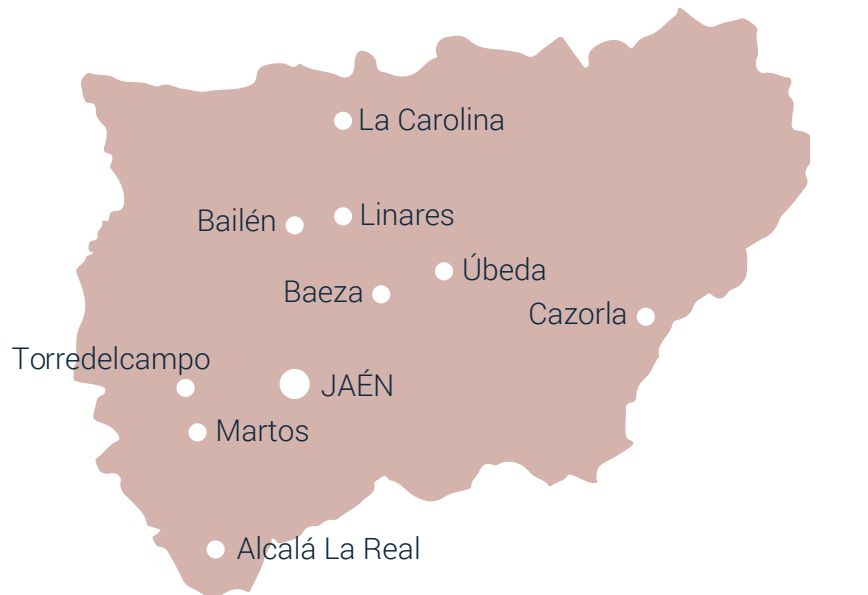 La Carolina
Bailén
Linares
Úbeda
Baeza
Cazorla
Torredelcampo
JAÉN
Martos
Alcalá La Real